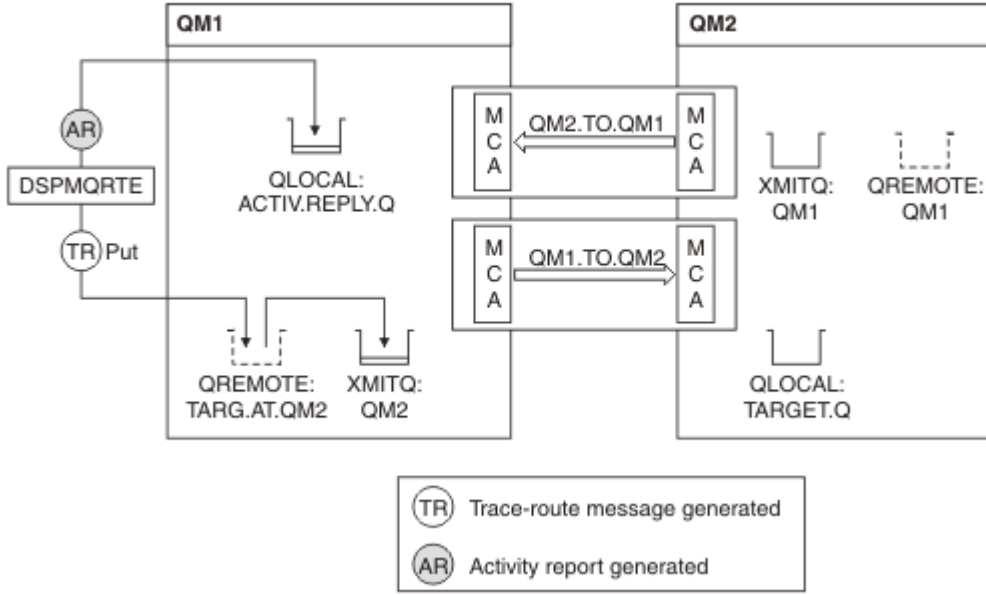 QM1
QM2
AR
DSPMQRTE
TR Put
QLOCAL:
ACTIV.REPLY.Q
M
C
A
QM2.TO.QM1
M
C
A
XMITQ:
QM1
QREMOTE:
QM1
M
C
A
QM1.TO.QM2
M
C
A
QREMOTE:
TARG.AT.QM2
XMITQ:
QM2
QLOCAL:
TARGET.Q
TR Trace-route message generated
AR Activity report generated